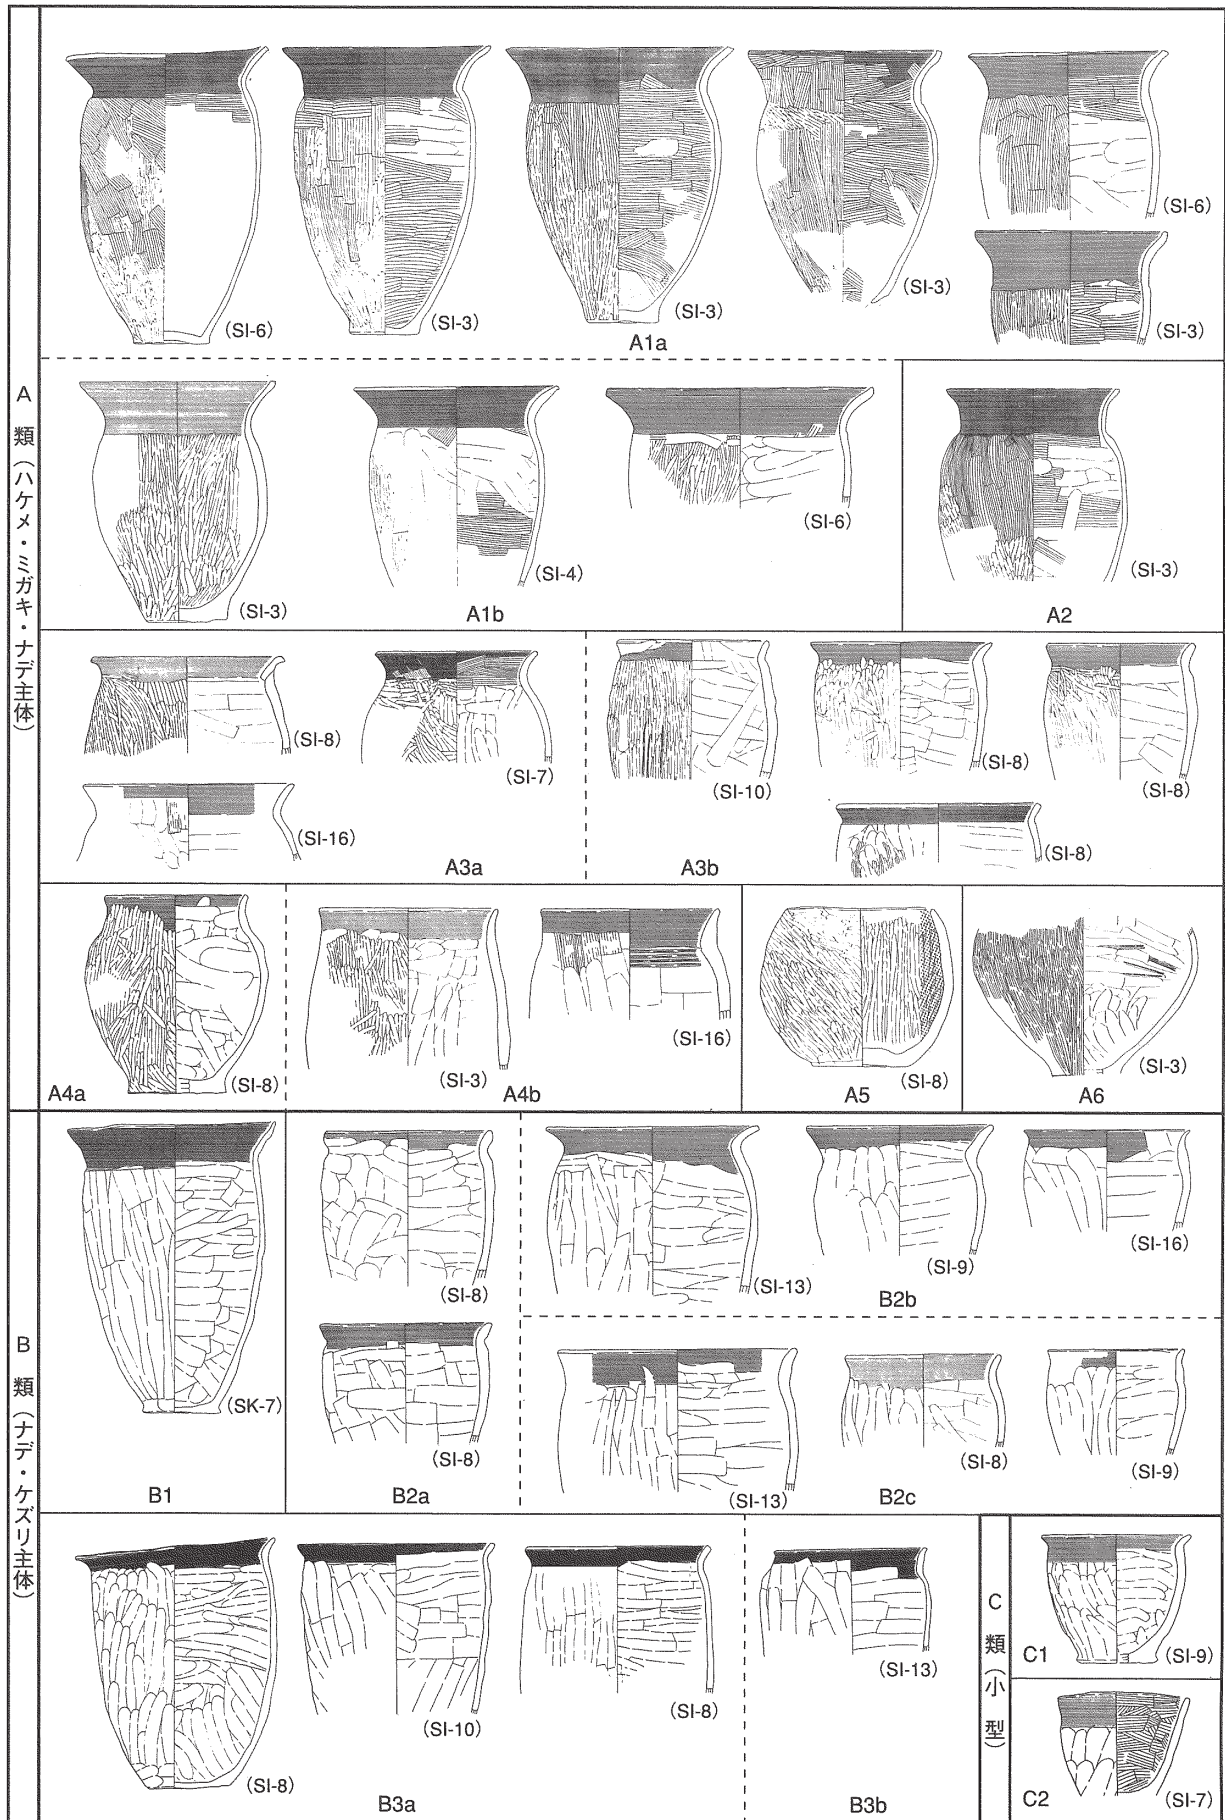 A類（ハケメ・ミガキ・ナデ主体）
(SI-6)
(SI-3)
(SI-3)
(SI-3)
(SI-6)
(SI-3)
A1a
(SI-3)
(SI-4)
(SI-6)
A1b
(SI-3)
A2
(SI-8)
(SI-7)
(SI-16)
A3a
(SI-10)
(SI-8)
(SI-8)
(SI-8)
A3b
(SI-8)
A4a
(SI-3)
(SI-16)
A4b
(SI-8)
A5
(SI-3)
A6
B類（ナデ・ケズリ主体）
(SK-7)
B1
(SI-8)
(SI-8)
B2a
(SI-13)
(SI-9)
(SI-16)
B2b
(SI-13)
(SI-8)
(SI-9)
B2c
(SI-8)
(SI-10)
(SI-8)
B3a
(SI-13)
B3b
C類（小型）
C1
(SI-9)
C2
(SI-7)